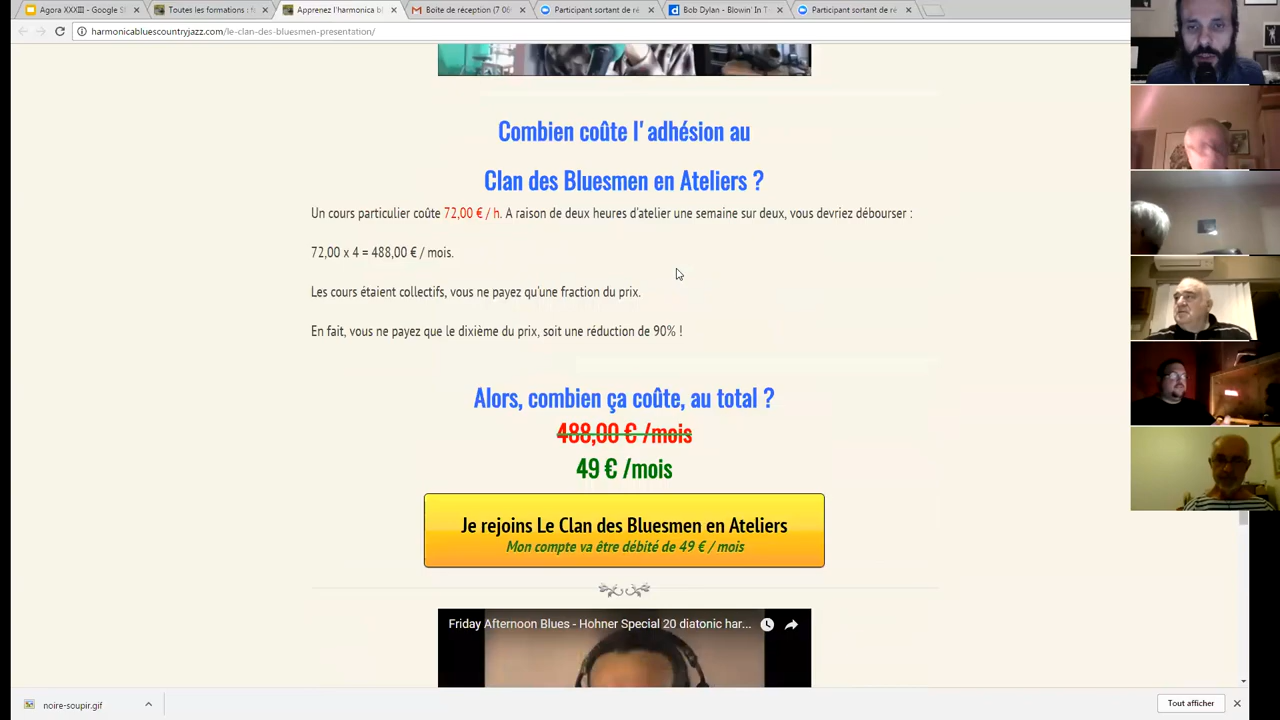 Agora XXXIII - Google S
Toutes les formations : f
Apprenez l'harmonica bl
Boîte de réception (7 06
Participant sortant de ré
Bob Dylan - Blowin' In T
Participant sortant de ré
harmonicabluescountryjazz.com/le-clan-des-bluesmen-presentation/
Combien coûte l'adhésion au
Clan des Bluesmen en Ateliers ?
Un cours particulier coûte 72,00 € / h. A raison de deux heures d'atelier une semaine sur deux, vous devriez débourser :
72,00 x 4 = 488,00 € / mois.
Les cours étaient collectifs, vous ne payez qu'une fraction du prix.
En fait, vous ne payez que le dixième du prix, soit une réduction de 90% !
Alors, combien ça coûte, au total ?
488,00 € /mois
49 € /mois
Je rejoins Le Clan des Bluesmen en Ateliers
Mon compte va être débité de 49 € / mois
Friday Afternoon Blues - Hohner Special 20 diatonic har...
noire-soupir.gif
Tout afficher